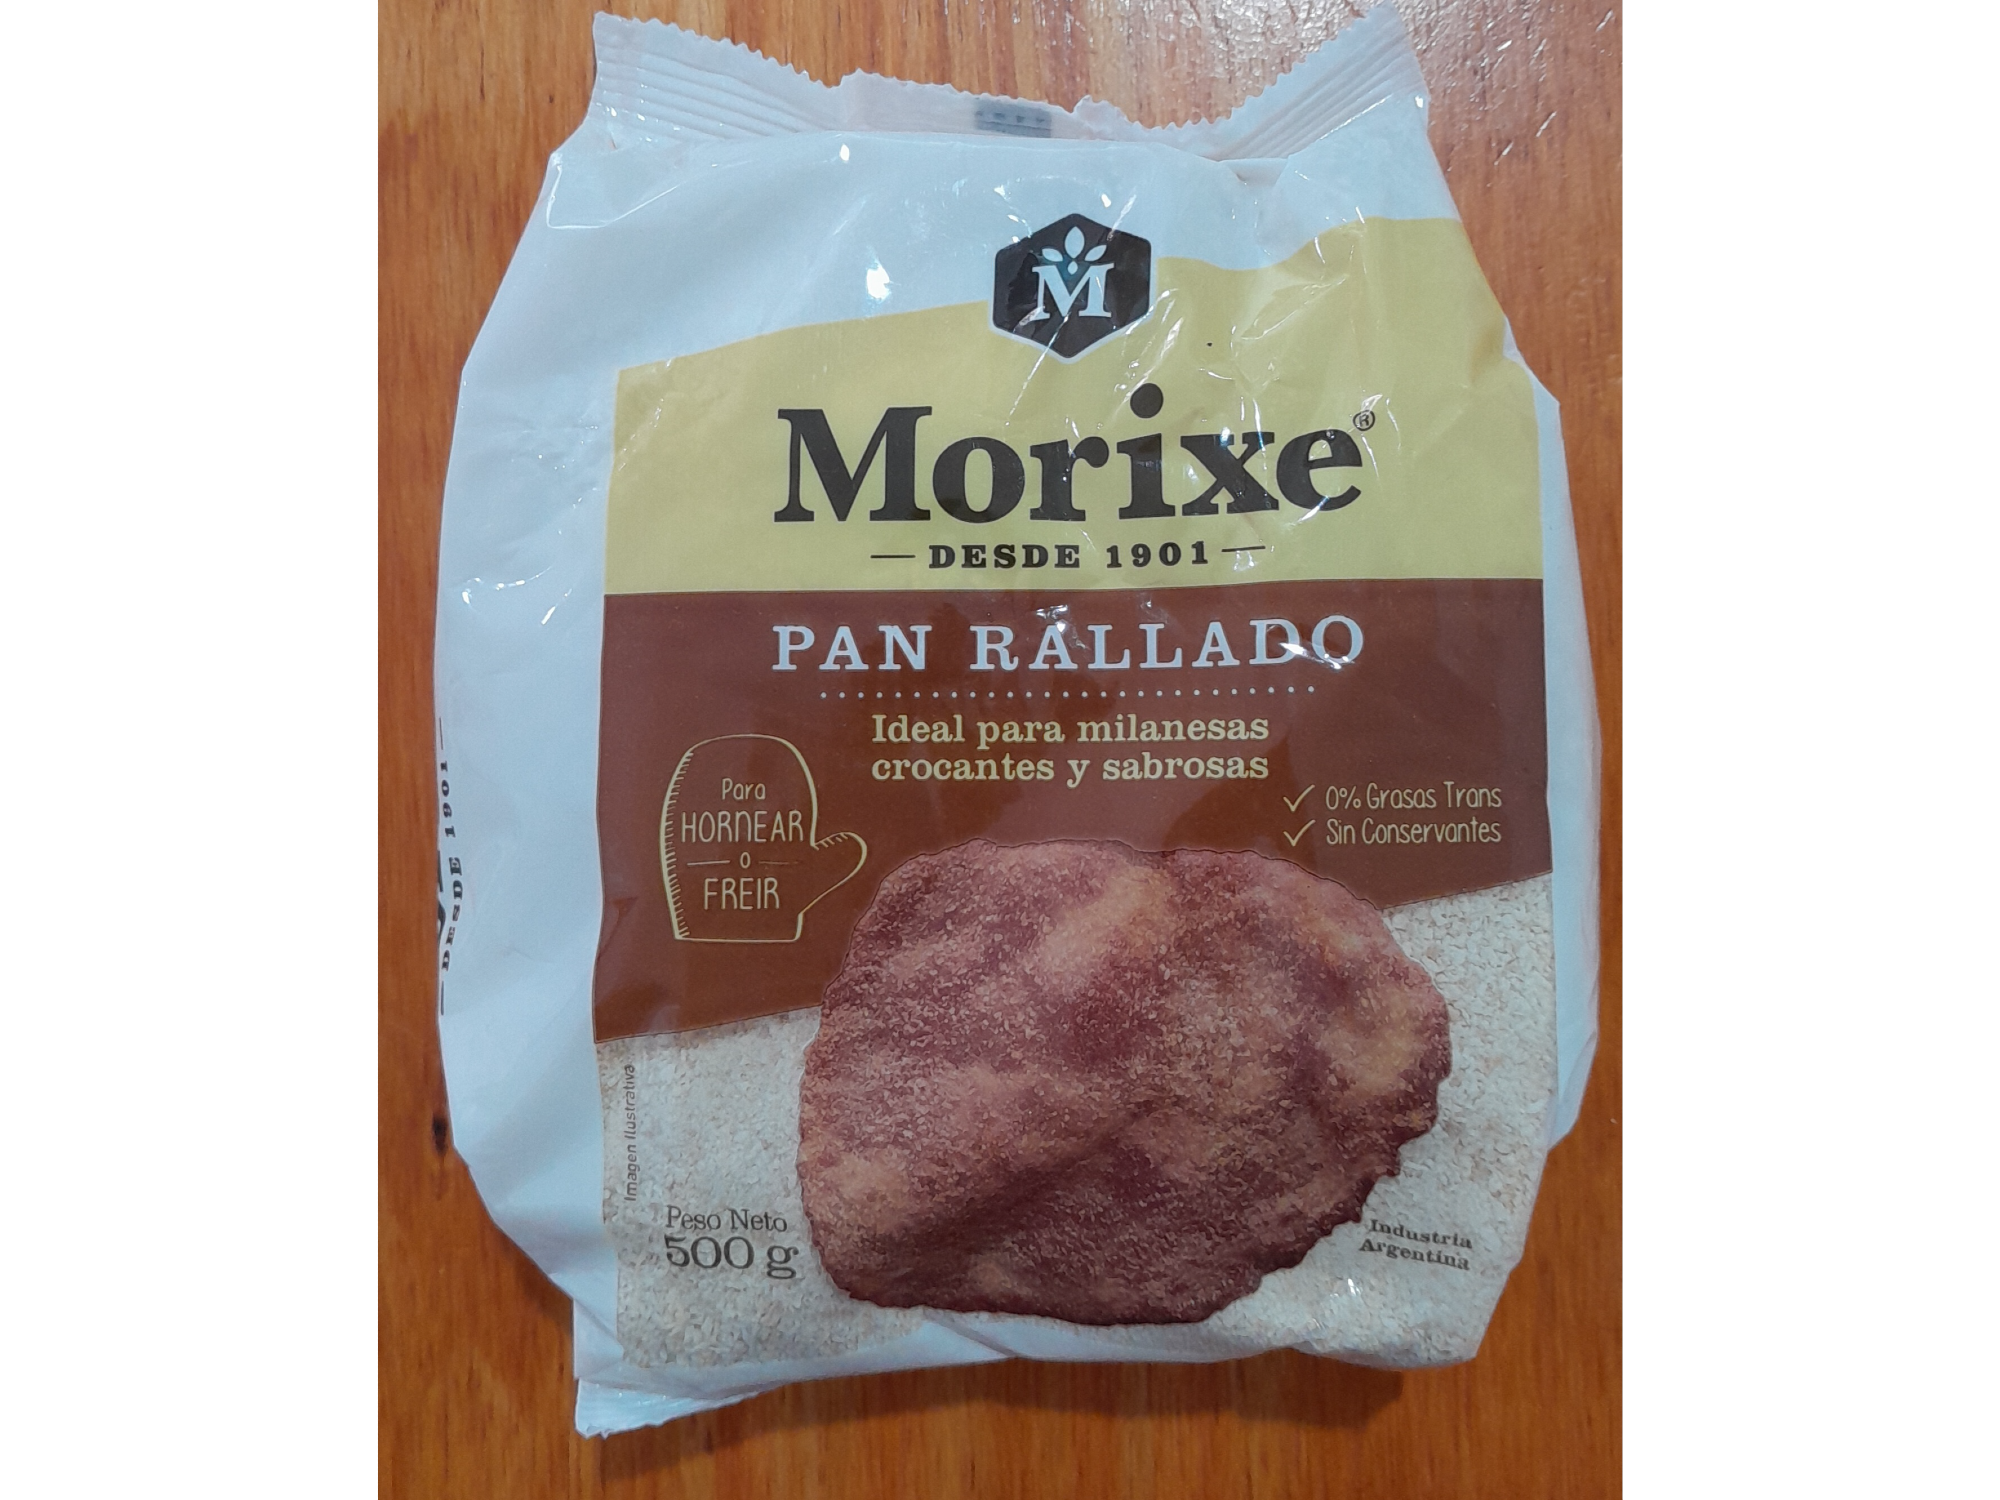 M
Morixe®
DESDE 1901
PAN RALLADO
Ideal para milanesas
crocantes y sabrosas
Para
HORNEAR
o
FREIR
0% Grasas Trans
Sin Conservantes
Imagen Ilustrativa
Peso Neto
500 g
Industria
Argentina
DESDE 1901